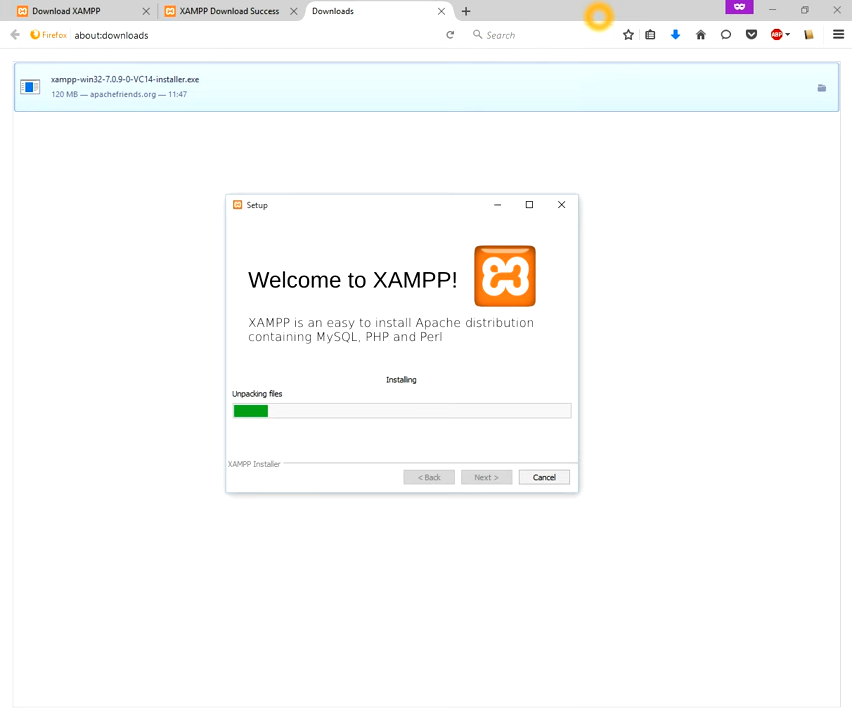 Download XAMPP
XAMPP Download Success
Downloads
Firefox
about:downloads
Search
ABP
xampp-win32-7.0.9-0-VC14-installer.exe
120 MB — apachefriends.org — 11:47
Setup
Welcome to XAMPP!
XAMPP is an easy to install Apache distribution
containing MySQL, PHP and Perl
Installing
Unpacking files
XAMPP Installer
< Back
Next >
Cancel